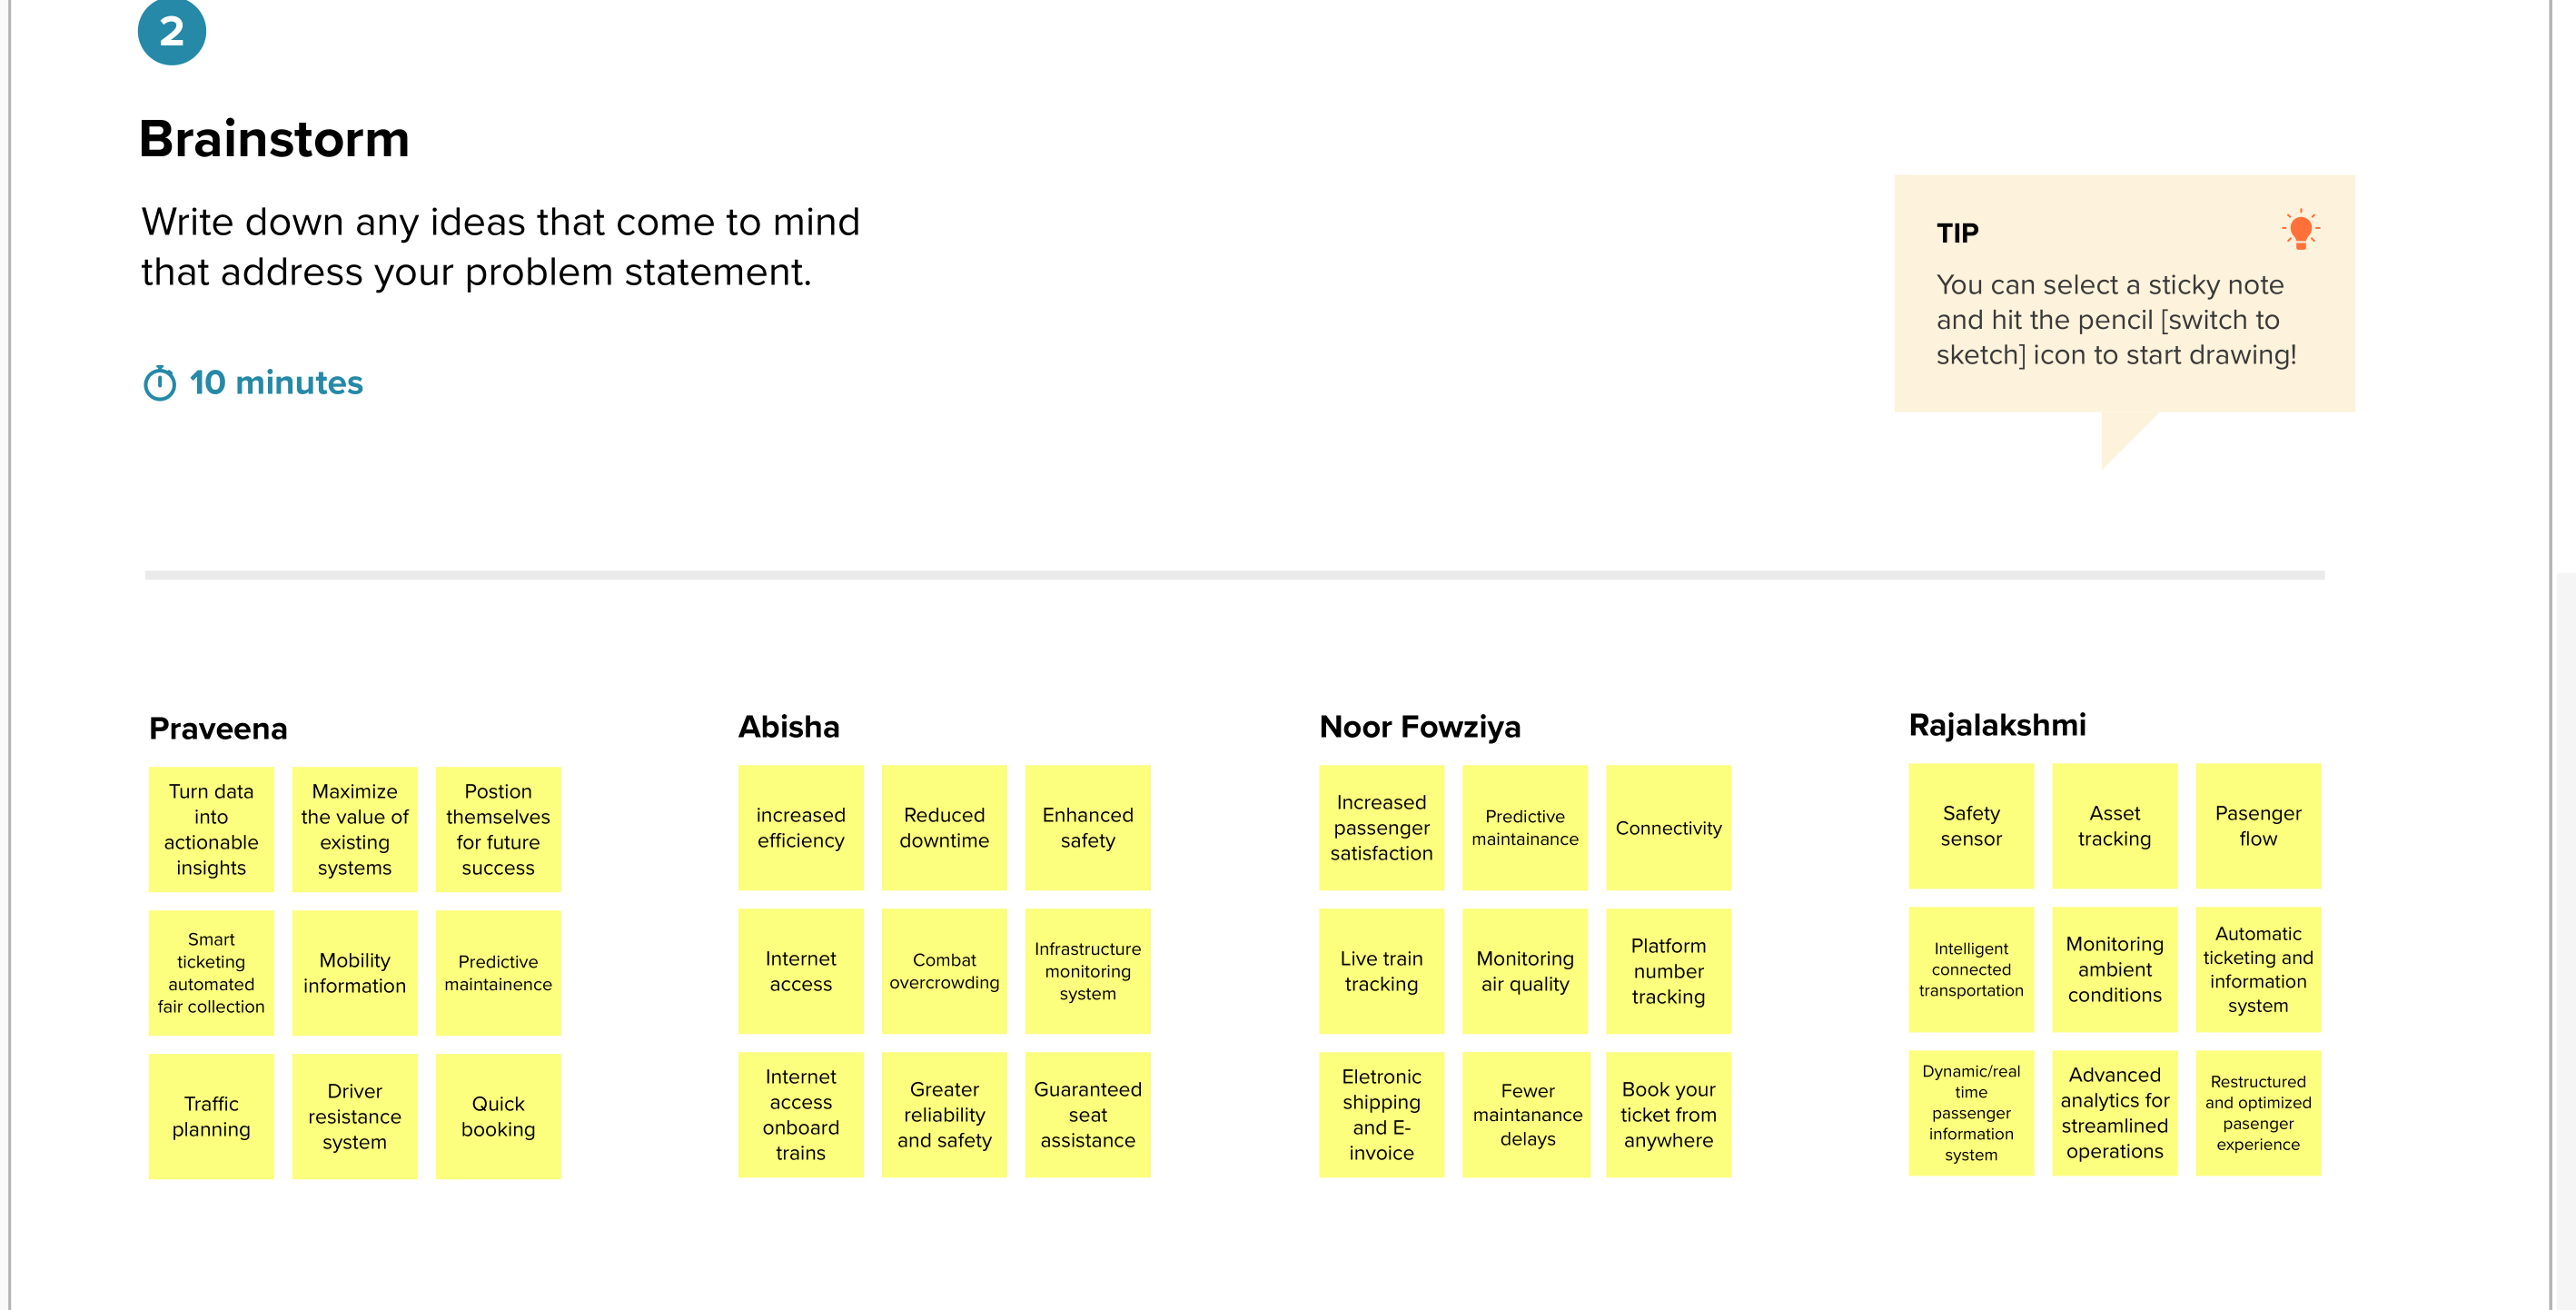 2
Brainstorm
Write down any ideas that come to mind
that address your problem statement.
10 minutes
TIP
You can select a sticky note
and hit the pencil [switch to
sketch] icon to start drawing!
Praveena
Turn data
into
actionable
insights
Maximize
the value of
existing
systems
Postion
themselves
for future
success
Smart
ticketing
automated
fair collection
Mobility
information
Predictive
maintainence
Traffic
planning
Driver
resistance
system
Quick
booking
Abisha
increased
efficiency
Reduced
downtime
Enhanced
safety
Internet
access
Combat
overcrowding
Infrastructure
monitoring
system
Internet
access
onboard
trains
Greater
reliability
and safety
Guaranteed
seat
assistance
Noor Fowziya
Increased
passenger
satisfaction
Predictive
maintainance
Connectivity
Live train
tracking
Monitoring
air quality
Platform
number
tracking
Eletronic
shipping
and E-
invoice
Fewer
maintanance
delays
Book your
ticket from
anywhere
Rajalakshmi
Safety
sensor
Asset
tracking
Pasenger
flow
Intelligent
connected
transportation
Monitoring
ambient
conditions
Automatic
ticketing and
information
system
Dynamic/real
time
passenger
information
system
Advanced
analytics for
streamlined
operations
Restructured
and optimized
pasenger
experience